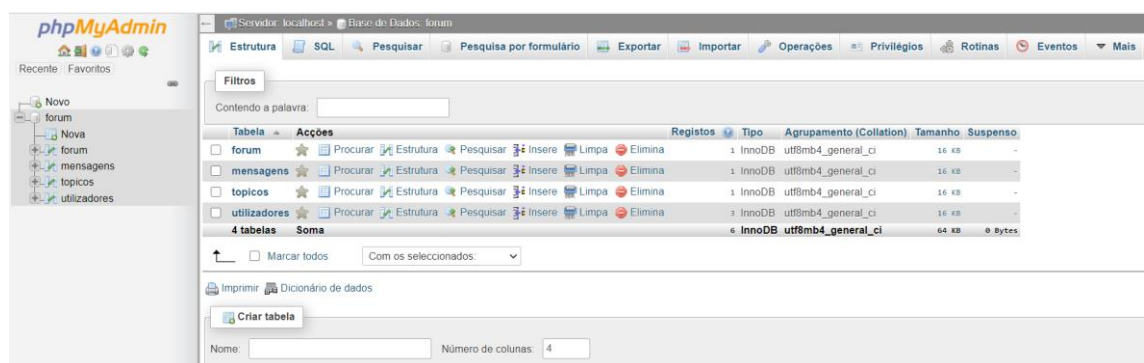 phpMyAdmin
Recente Favoritos
Novo
forum
Nova
forum
mensagens
topicos
utilizadores
Servidor: localhost » Base de Dados: forum
Estrutura SQL Pesquisar Pesquisa por formulário Exportar Importar Operações Privilégios Rotinas Eventos Mais
Filtros
Contendo a palavra:
Tabela Acções Registos Tipo Agrupamento (Collation) Tamanho Suspenso
forum Procurar Estrutura Pesquisar Insere Limpa Elimina 1 InnoDB utf8mb4_general_ci 16 KB -
mensagens Procurar Estrutura Pesquisar Insere Limpa Elimina 1 InnoDB utf8mb4_general_ci 16 KB -
topicos Procurar Estrutura Pesquisar Insere Limpa Elimina 1 InnoDB utf8mb4_general_ci 16 KB -
utilizadores Procurar Estrutura Pesquisar Insere Limpa Elimina 3 InnoDB utf8mb4_general_ci 16 KB -
4 tabelas Soma 6 InnoDB utf8mb4_general_ci 64 KB 0 Bytes
Marcar todos Com os seleccionados:
Imprimir Dicionário de dados
Criar tabela
Nome: Número de colunas: 4